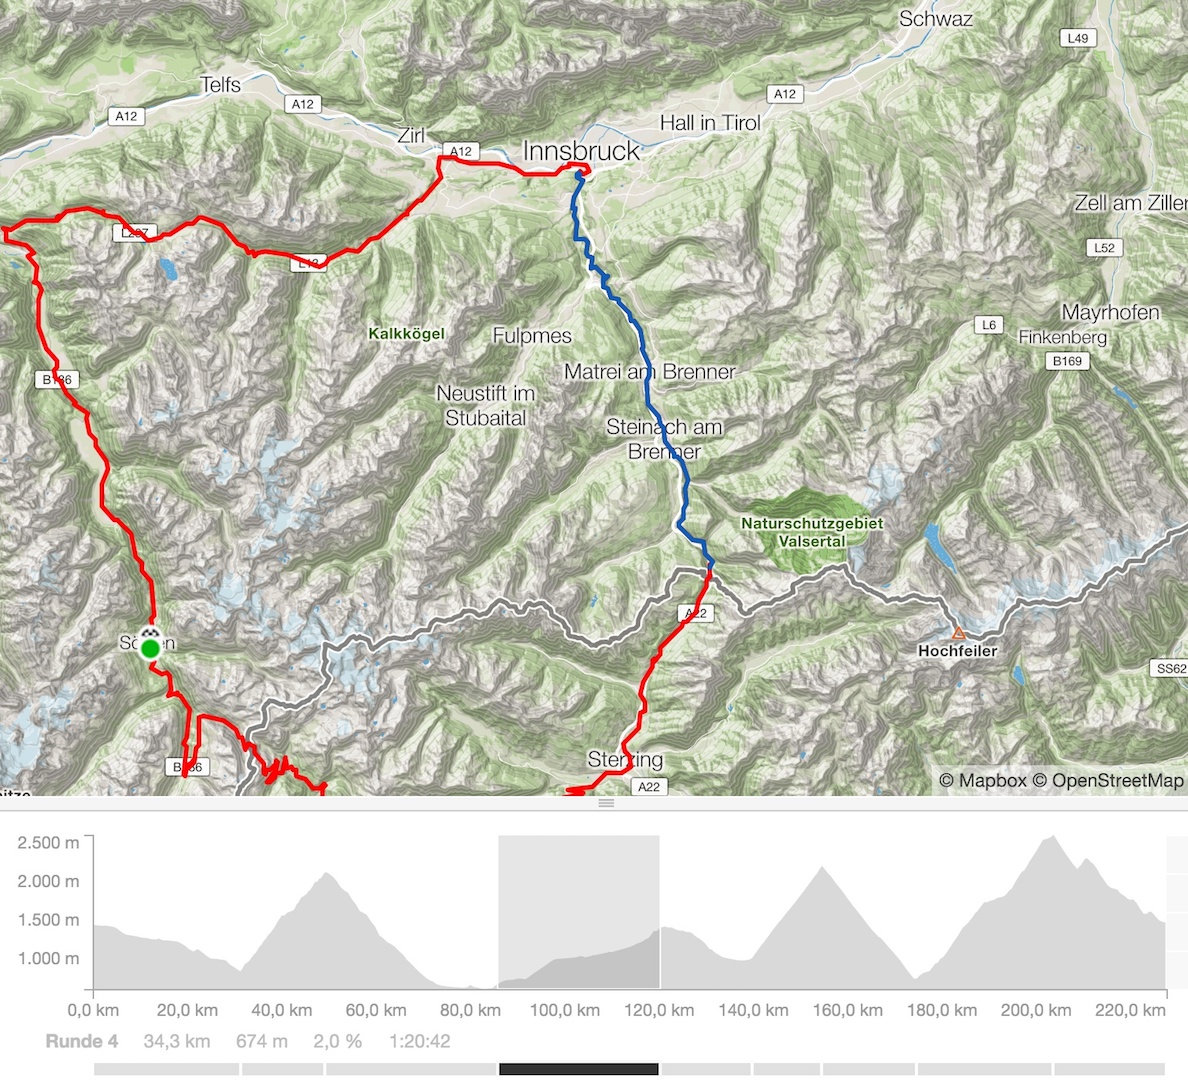 Schwaz
L49
Telfs
A12
A12
A12
Hall in Tirol
Zirl
A12
Innsbruck
Zell am Ziller
L237
L52
L13
Mayrhofen
Kalkkögel
Fulpmes
L6
Finkenberg
B169
Matrei am Brenner
B186
Neustift im
Stubaital
Steinach am
Brenner
Naturschutzgebiet
Valsertal
A22
Sölden
Hochfeiler
SS62
Sterzing
B186
A22
© Mapbox © OpenStreetMap
2.500 m
2.000 m
1.500 m
1.000 m
0,0 km 20,0 km 40,0 km 60,0 km 80,0 km 100,0 km 120,0 km 140,0 km 160,0 km 180,0 km 200,0 km 220,0 km
Runde 4 34,3 km 674 m 2,0 % 1:20:42